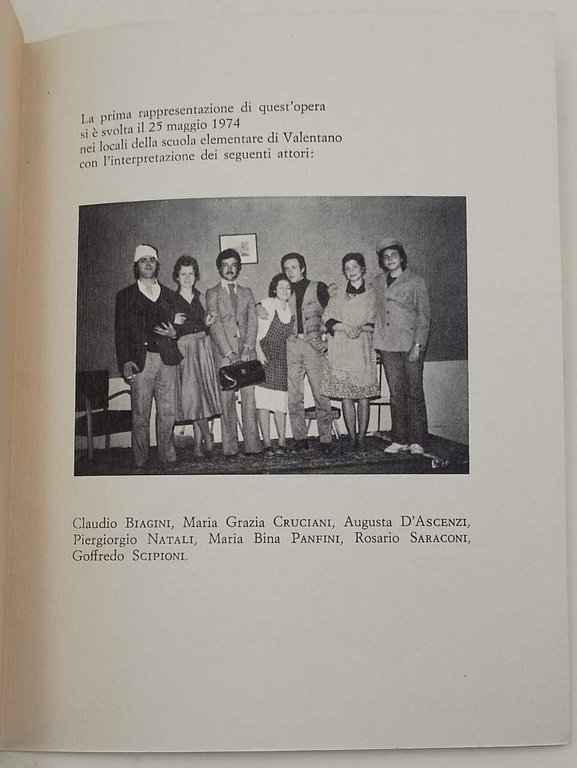 La prima rappresentazione di quest'opera
si è svolta il 25 maggio 1974
nei locali della scuola elementare di Valentano
con l'interpretazione dei seguenti attori:
Claudio BIAGINI, Maria Grazia CRUCIANI, Augusta D'ASCENZI,
Piergiorgio NATALI, Maria Bina PANFINI, Rosario SARACONI,
Goffredo SCIPIONI.